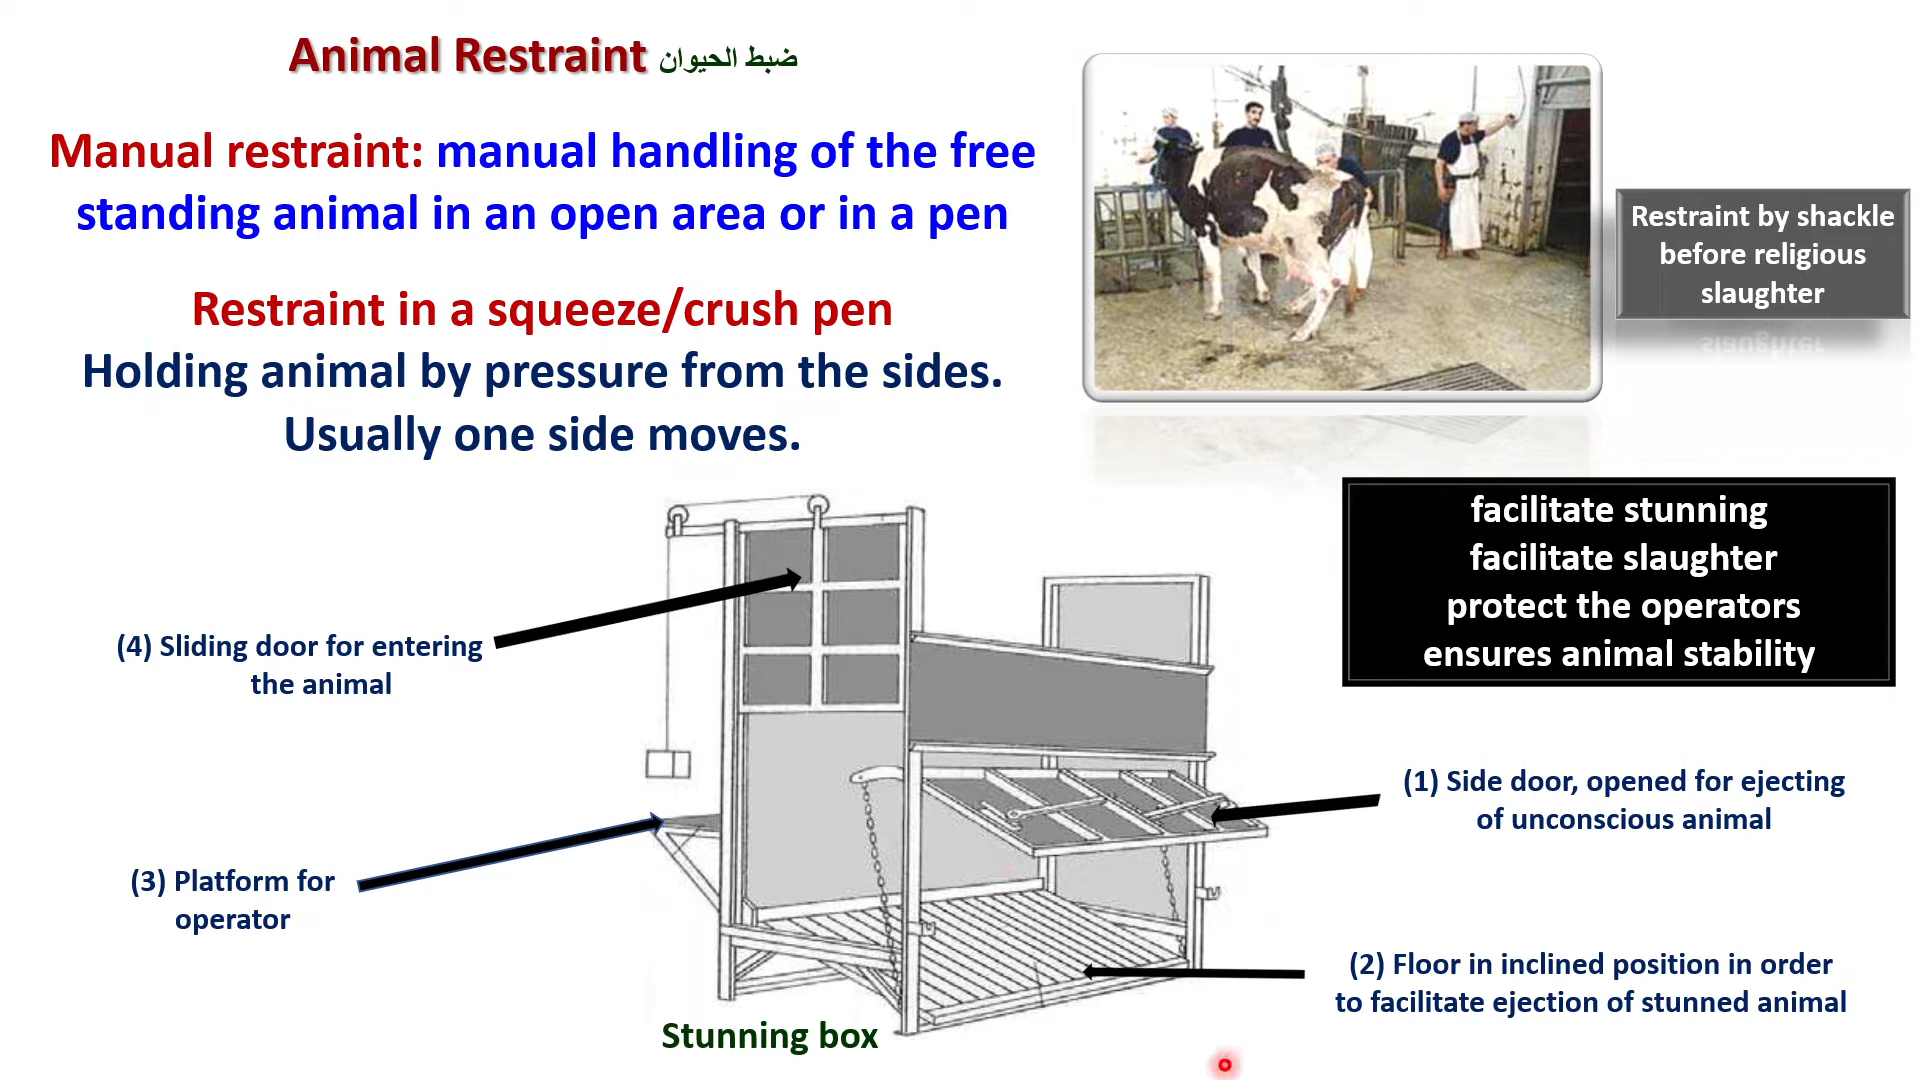 Animal Restraint ضبط الحيوان
Manual restraint: manual handling of the free
standing animal in an open area or in a pen
Restraint in a squeeze/crush pen
Holding animal by pressure from the sides.
Usually one side moves.
Restraint by shackle
before religious
slaughter
facilitate stunning
facilitate slaughter
protect the operators
ensures animal stability
(4) Sliding door for entering
the animal
(1) Side door, opened for ejecting
of unconscious animal
(3) Platform for
operator
(2) Floor in inclined position in order
to facilitate ejection of stunned animal
Stunning box